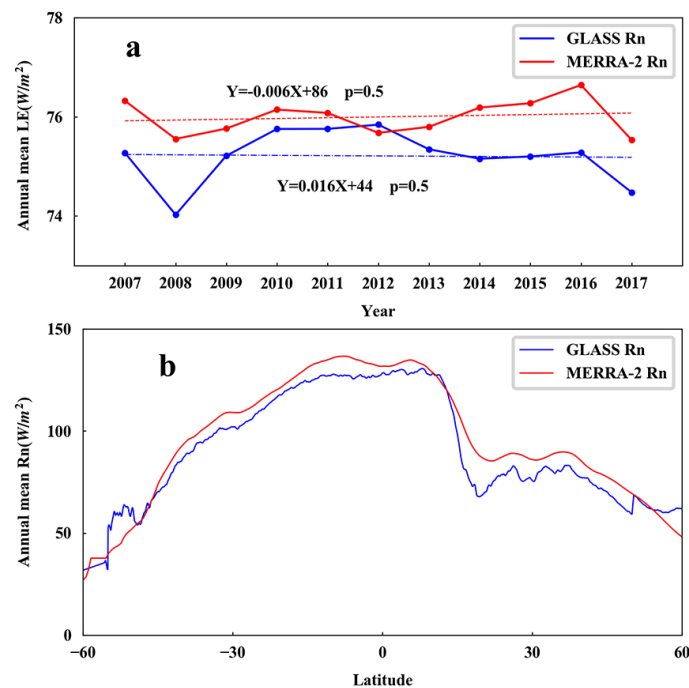 78
76
74
Annual mean LE(W/m²)
a
GLASS Rn
MERRA-2 Rn
Y=-0.006X+86 p=0.5
Y=0.016X+44 p=0.5
2007 2008 2009 2010 2011 2012 2013 2014 2015 2016 2017
Year
150
100
50
0
Annual mean Rn(W/m²)
b
GLASS Rn
MERRA-2 Rn
−60 −30 0 30 60
Latitude